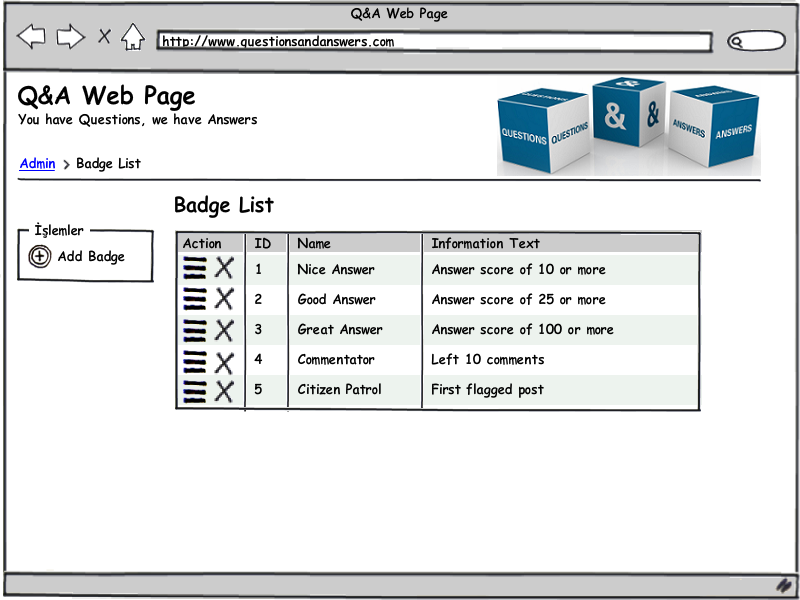 Q&A Web Page
http://www.questionsandanswers.com
Q&A Web Page
You have Questions, we have Answers
QUESTIONS QUESTIONS QUESTIONS
& & &
ANSWERS ANSWERS ANSWERS
Admin > Badge List
Badge List
İşlemler
Add Badge
Action ID Name Information Text
1 Nice Answer Answer score of 10 or more
2 Good Answer Answer score of 25 or more
3 Great Answer Answer score of 100 or more
4 Commentator Left 10 comments
5 Citizen Patrol First flagged post